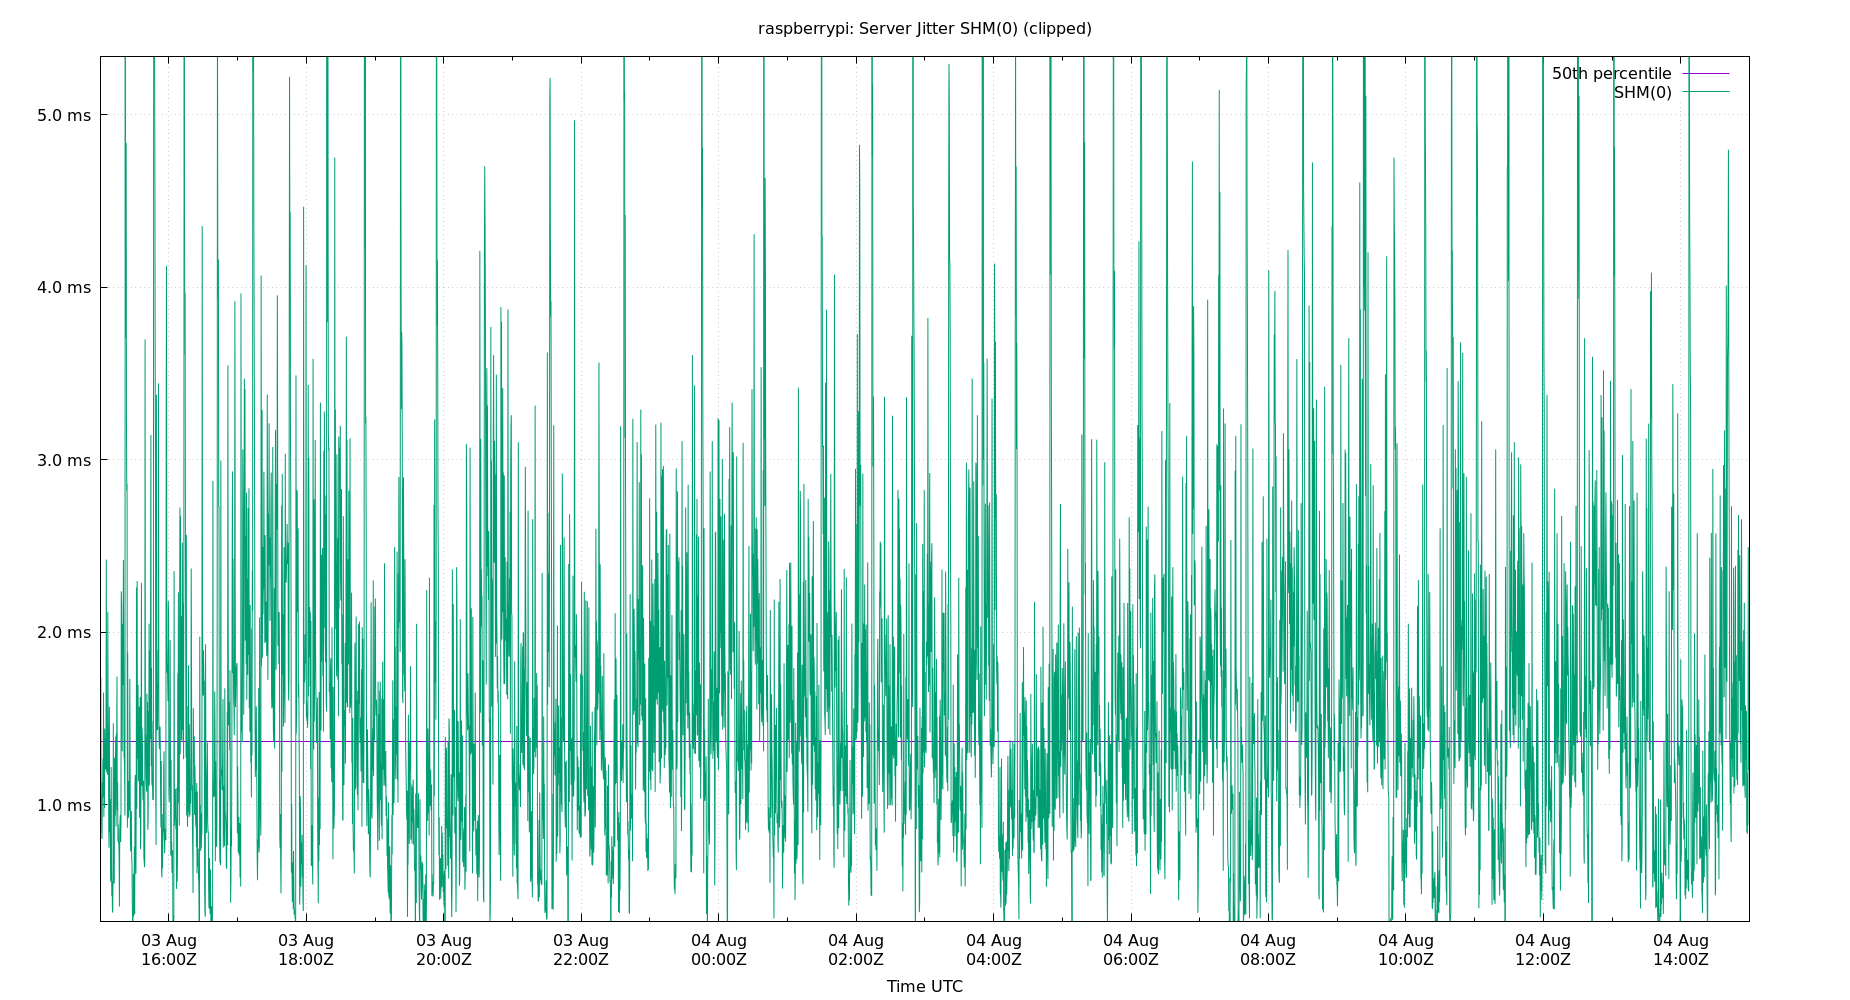 raspberrypi: Server Jitter SHM(0) (clipped)
50th percentile
SHM(0)
5.0 ms
4.0 ms
3.0 ms
2.0 ms
1.0 ms
03 Aug 03 Aug 03 Aug 03 Aug 04 Aug 04 Aug 04 Aug 04 Aug 04 Aug 04 Aug 04 Aug 04 Aug
16:00Z 18:00Z 20:00Z 22:00Z 00:00Z 02:00Z 04:00Z 06:00Z 08:00Z 10:00Z 12:00Z 14:00Z
Time UTC